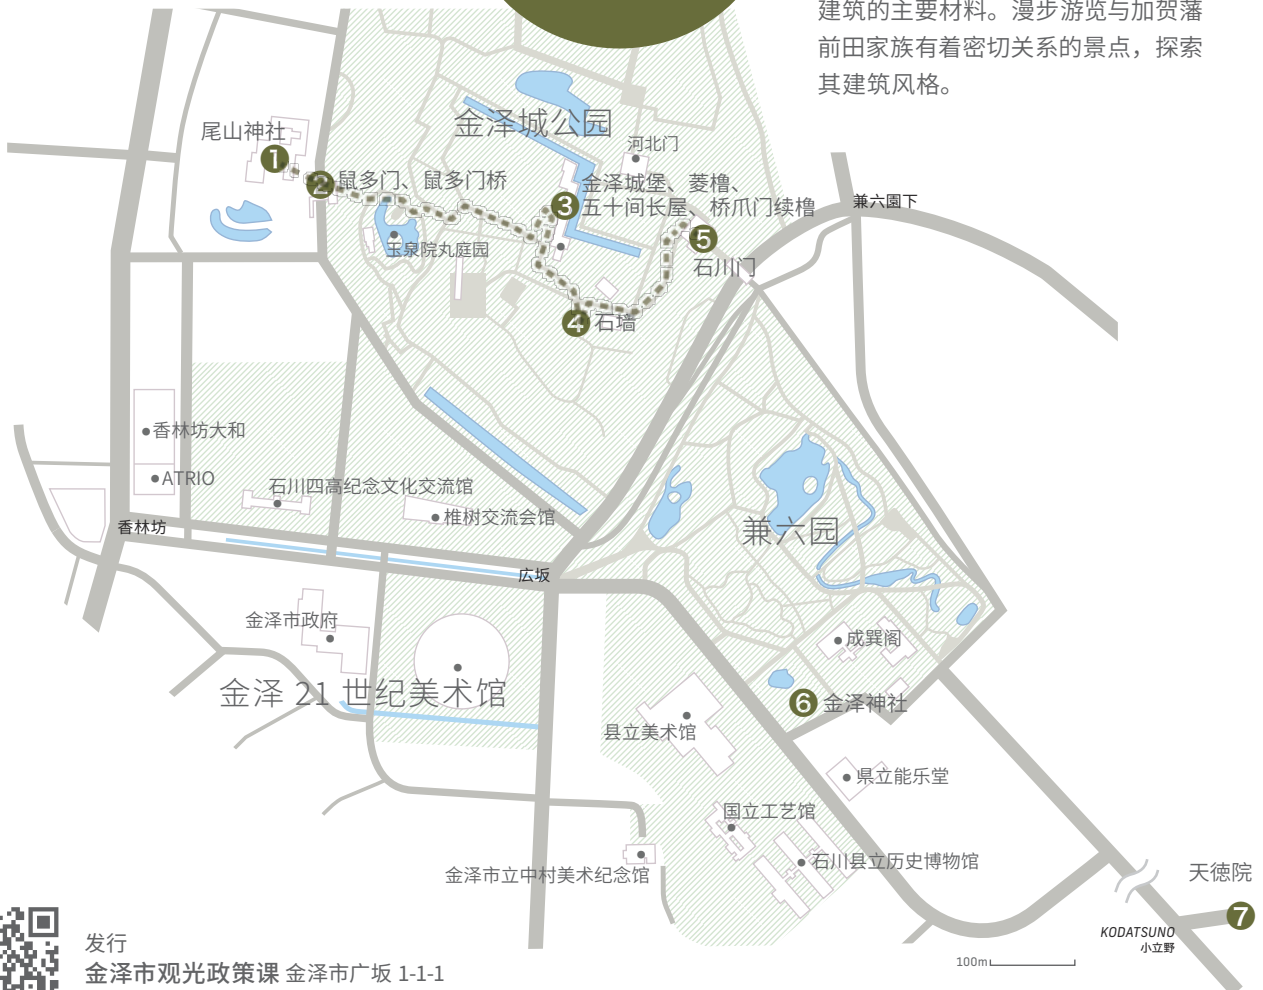 建筑的主要材料。漫步游览与加贺藩
前田家族有着密切关系的景点，探索
其建筑风格。
金泽城公园
尾山神社
1
2
鼠多门、鼠多门桥
河北门
3
金泽城堡、菱橹、
五十间长屋、桥爪门续橹
兼六園下
玉泉院丸庭园
5
石川门
4
石墙
香林坊大和
ATRIO
石川四高纪念文化交流馆
椎树交流会馆
香林坊
兼六园
広坂
金泽市政府
成巽阁
金泽 21 世纪美术馆
6
金泽神社
县立美术馆
県立能乐堂
国立工艺馆
石川县立历史博物馆
金泽市立中村美术纪念馆
天徳院
7
KODATSUNO
小立野
100m
发行
金泽市观光政策课 金泽市广坂 1-1-1